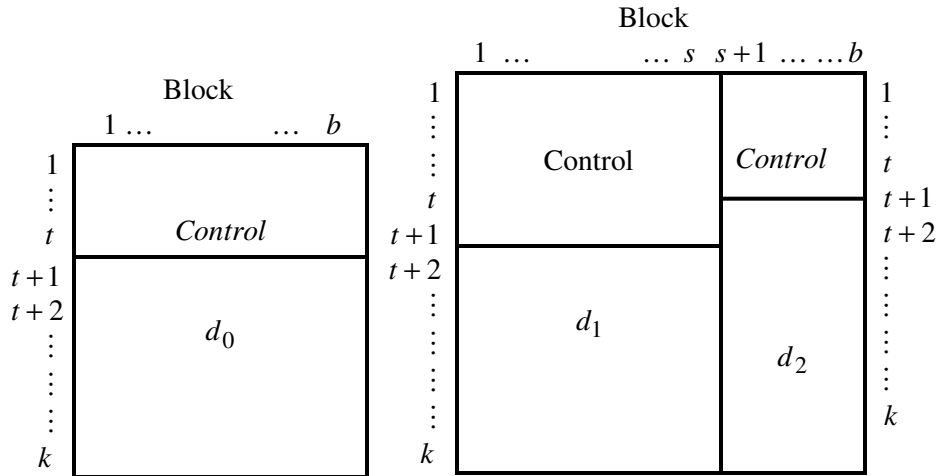 Block
1 … … b
1
⋮
t
t + 1
t + 2
⋮
⋮
⋮
k
Control
d0
Block
1 … … s s + 1 … … b
1
⋮
⋮
t
t + 1
t + 2
⋮
⋮
⋮
⋮
k
Control
Control
d1
d2
1
⋮
t
t + 1
t + 2
⋮
⋮
⋮
⋮
k